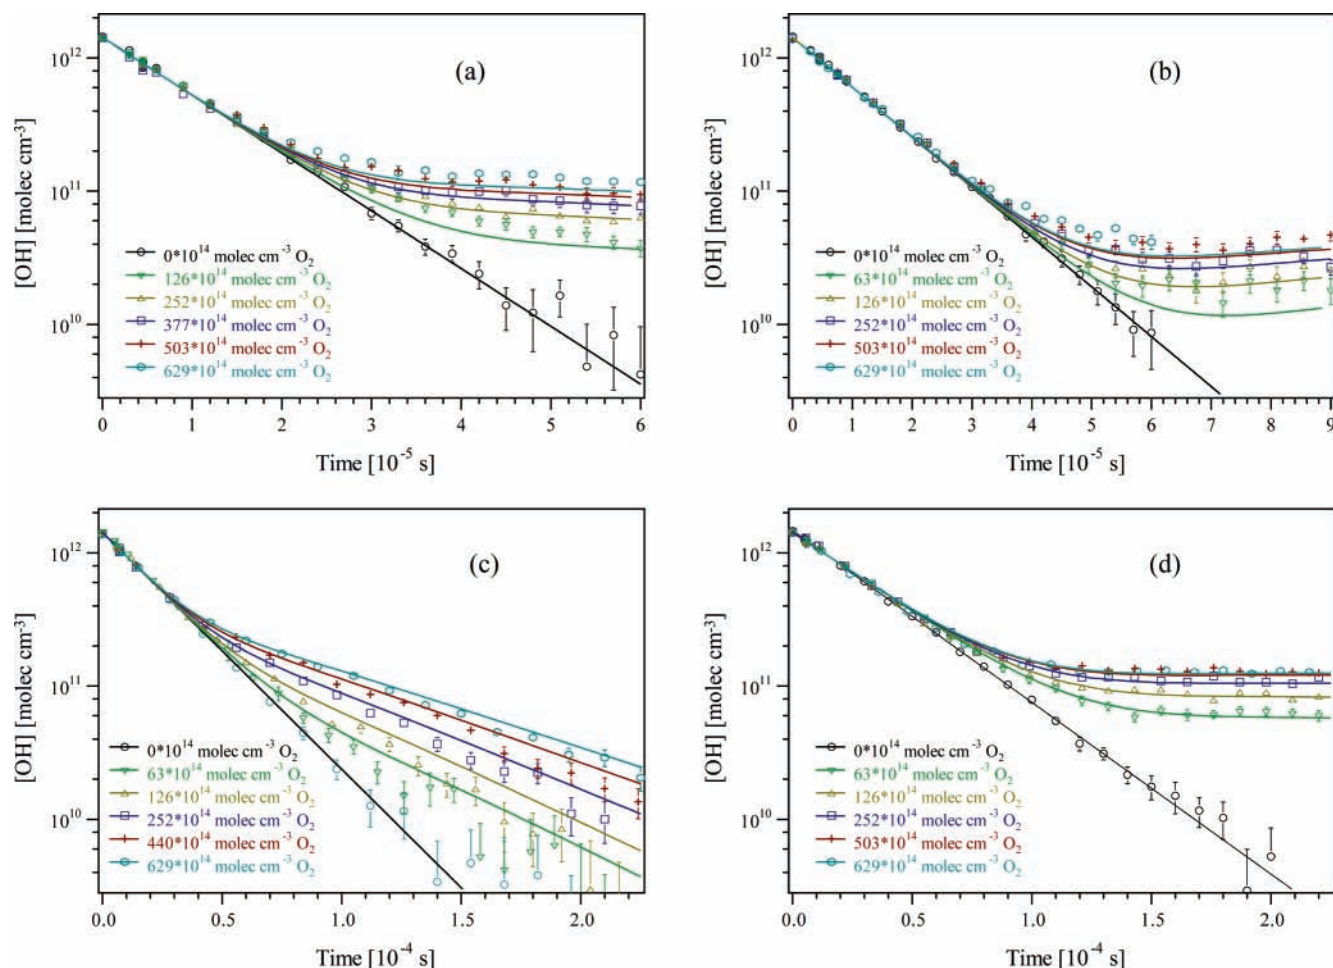 (a)
[OH] [molec cm-3]
10^12
10^11
10^10
0*10^14 molec cm^-3 O2
126*10^14 molec cm^-3 O2
252*10^14 molec cm^-3 O2
377*10^14 molec cm^-3 O2
503*10^14 molec cm^-3 O2
629*10^14 molec cm^-3 O2
0 1 2 3 4 5 6
Time [10^-5 s]
(b)
[OH] [molec cm-3]
10^12
10^11
10^10
0*10^14 molec cm^-3 O2
63*10^14 molec cm^-3 O2
126*10^14 molec cm^-3 O2
252*10^14 molec cm^-3 O2
503*10^14 molec cm^-3 O2
629*10^14 molec cm^-3 O2
0 1 2 3 4 5 6 7 8 9
Time [10^-5 s]
(c)
[OH] [molec cm-3]
10^12
10^11
10^10
0*10^14 molec cm^-3 O2
63*10^14 molec cm^-3 O2
126*10^14 molec cm^-3 O2
252*10^14 molec cm^-3 O2
440*10^14 molec cm^-3 O2
629*10^14 molec cm^-3 O2
0.0 0.5 1.0 1.5 2.0
Time [10^-4 s]
(d)
[OH] [molec cm-3]
10^12
10^11
10^10
0*10^14 molec cm^-3 O2
63*10^14 molec cm^-3 O2
126*10^14 molec cm^-3 O2
252*10^14 molec cm^-3 O2
503*10^14 molec cm^-3 O2
629*10^14 molec cm^-3 O2
0.0 0.5 1.0 1.5 2.0
Time [10^-4 s]